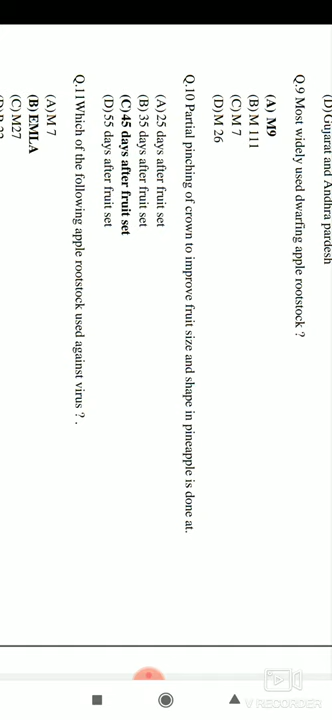 (D)Gujarat and Andhra pardesh
Q.9 Most widely used dwarfing apple rootstock ?
(A) M9
(B)M 111
(C)M 7
(D)M 26
Q.10 Partial pinching of crown to improve fruit size and shape in pineapple is done at.
(A)25 days after fruit set
(B)35 days after fruit set
(C)45 days after fruit set
(D)55 days after fruit set
Q.11Which of the following apple rootstock used against virus ? .
(A)M 7
(B)EMLA
(C)M27
V RECORDER